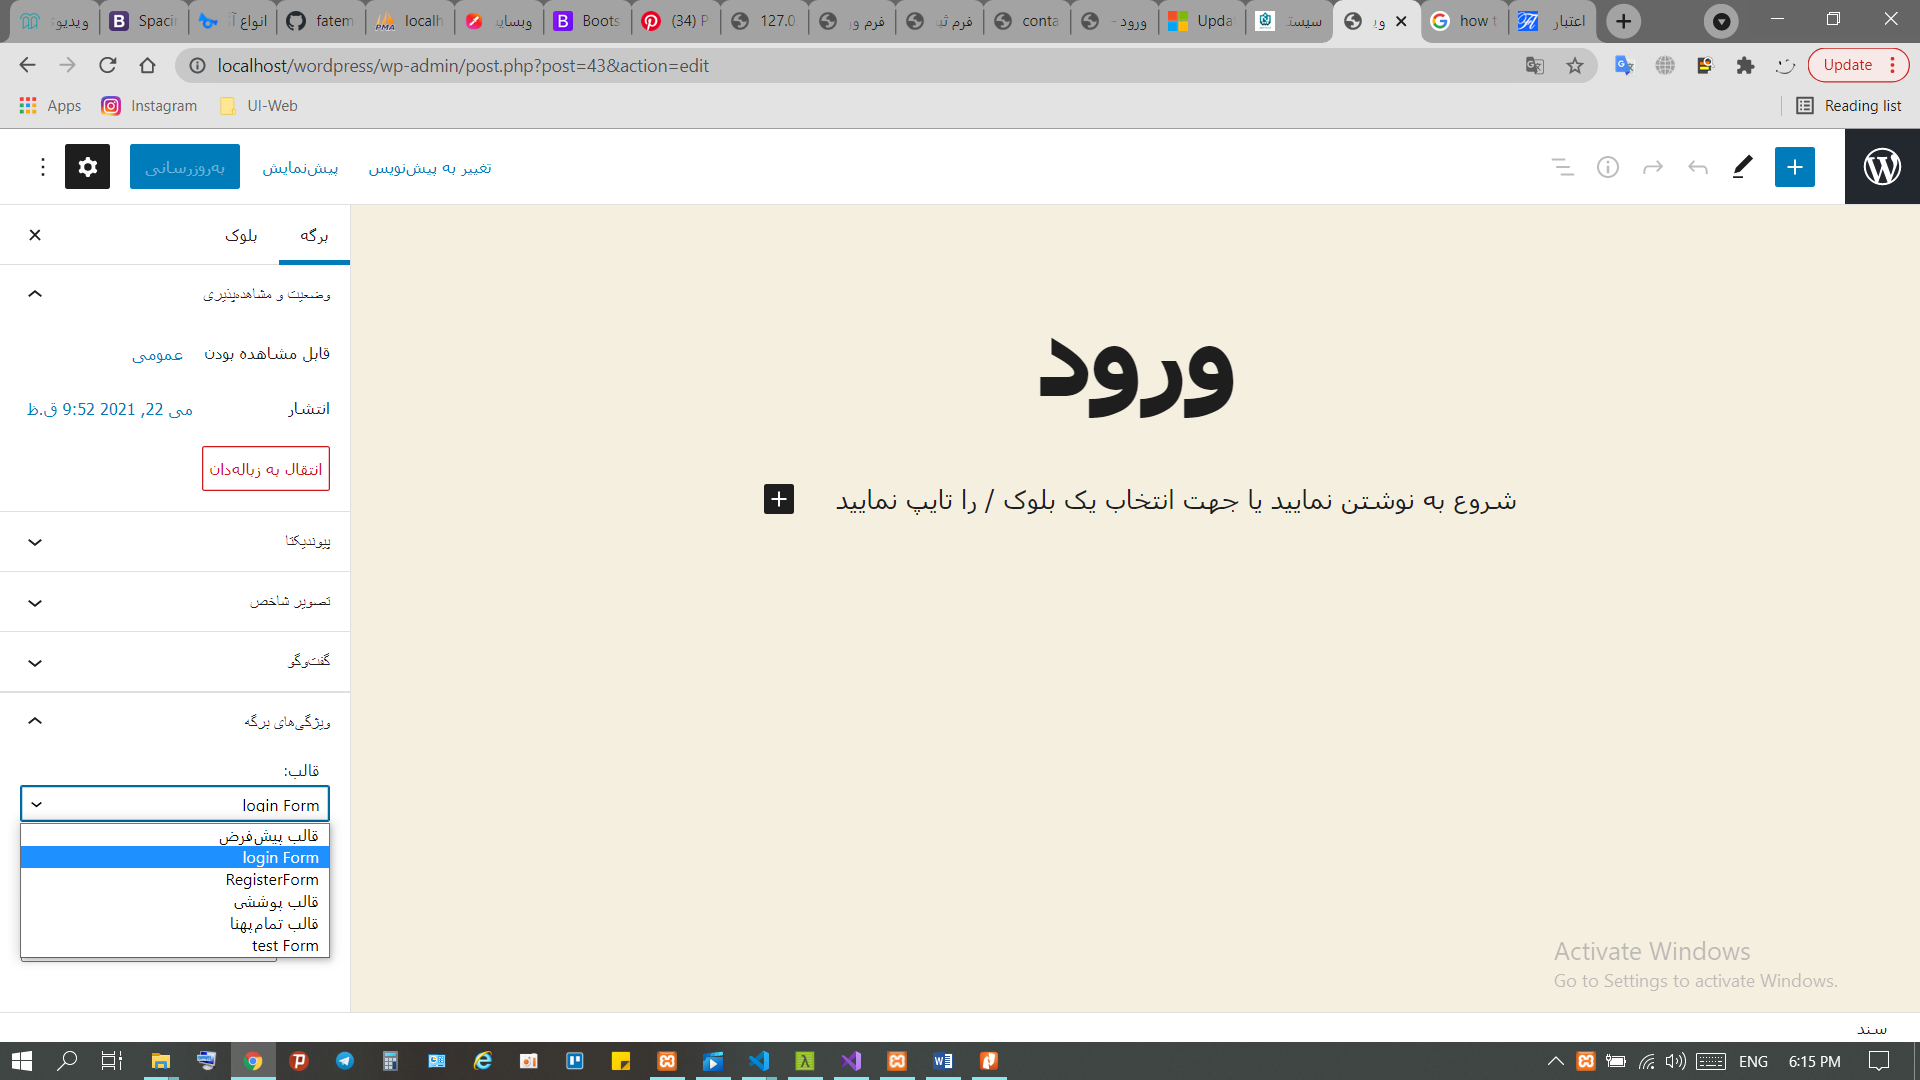 ویدیو
Spacin
انواع آ
fatem
localh
وبسایت
Boots
(34) P
127.0.
فرم ور
فرم ثب
conta
ورود -
Upda
سیست
وی
how t
اعتبار
localhost/wordpress/wp-admin/post.php?post=43&action=edit
Update
Apps
Instagram
UI-Web
Reading list
به‌روزرسانی
پیش‌نمایش
تغییر به پیش‌نویس
برگه
بلوک
وضعیت و مشاهده‌پذیری
قابل مشاهده بودن
عمومی
انتشار
می 22, 2021 9:52 ق.ظ
انتقال به زباله‌دان
پیوندیکتا
تصویر شاخص
گفت‌وگو
ویژگی‌های برگه
قالب:
login Form
قالب پیش‌فرض
login Form
RegisterForm
قالب پوششی
قالب تمام‌پهنا
test Form
ورود
شروع به نوشتن نمایید یا جهت انتخاب یک بلوک / را تایپ نمایید
Activate Windows
Go to Settings to activate Windows.
سند
ENG
6:15 PM